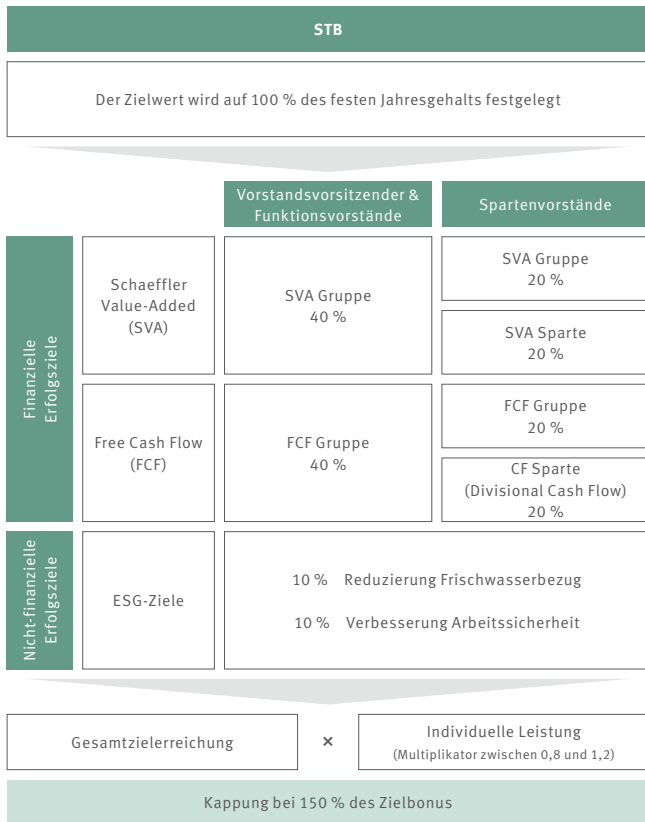 STB
Der Zielwert wird auf 100 % des festen Jahresgehalts festgelegt
Vorstandsvorsitzender &
Funktionsvorstände
Spartenvorstände
Finanzielle
Erfolgsziele
Schaeffler
Value-Added
(SVA)
SVA Gruppe
40 %
SVA Gruppe
20 %
SVA Sparte
20 %
Free Cash Flow
(FCF)
FCF Gruppe
40 %
FCF Gruppe
20 %
CF Sparte
(Divisional Cash Flow)
20 %
Nicht-finanzielle
Erfolgsziele
ESG-Ziele
10 % Reduzierung Frischwasserbezug
10 % Verbesserung Arbeitssicherheit
Gesamtzielerreichung
×
Individuelle Leistung
(Multiplikator zwischen 0,8 und 1,2)
Kappung bei 150 % des Zielbonus